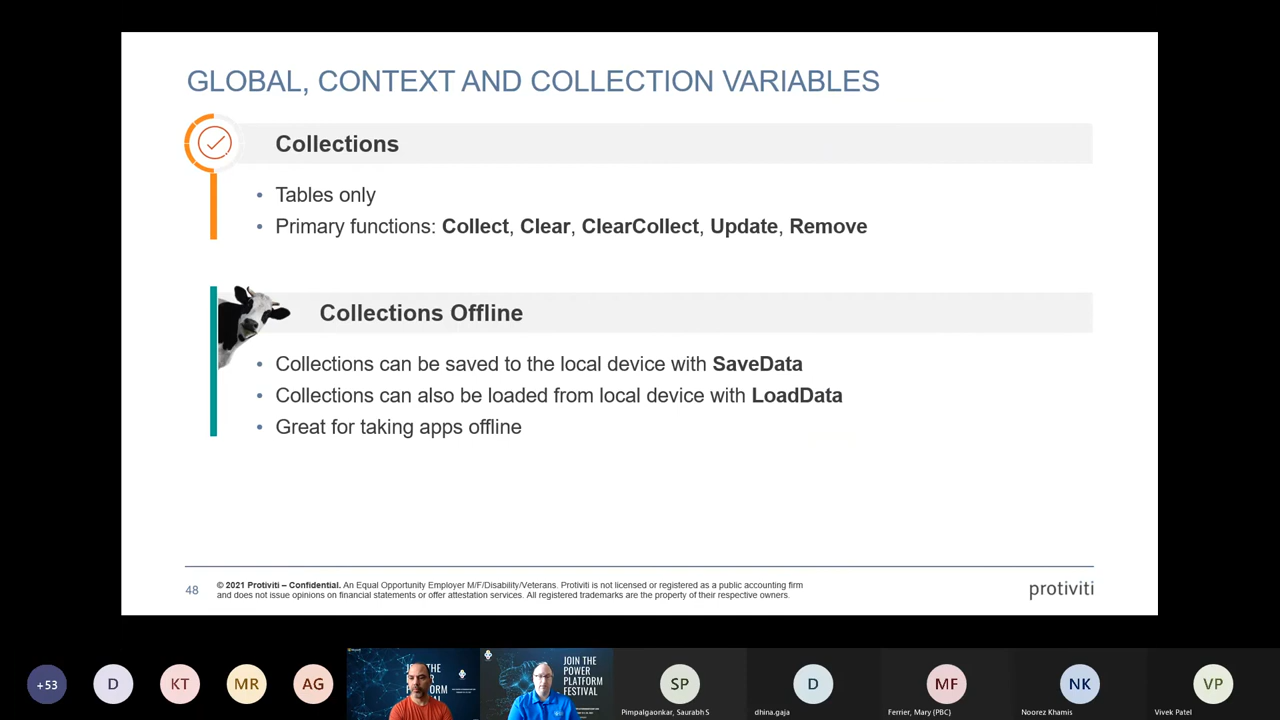 GLOBAL, CONTEXT AND COLLECTION VARIABLES
Collections
• Tables only
• Primary functions: Collect, Clear, ClearCollect, Update, Remove
Collections Offline
• Collections can be saved to the local device with SaveData
• Collections can also be loaded from local device with LoadData
• Great for taking apps offline
48
© 2021 Protiviti – Confidential. An Equal Opportunity Employer M/F/Disability/Veterans. Protiviti is not licensed or registered as a public accounting firm
and does not issue opinions on financial statements or offer attestation services. All registered trademarks are the property of their respective owners.
protiviti
+53
D
KT
MR
AG
JOIN THE
POWER
PLATFORM
FESTIVAL
SP
Pimpalgaonkar, Saurabh S
D
dhina.gaja
MF
Ferrier, Mary (PBC)
NK
Noorez Khamis
VP
Vivek Patel